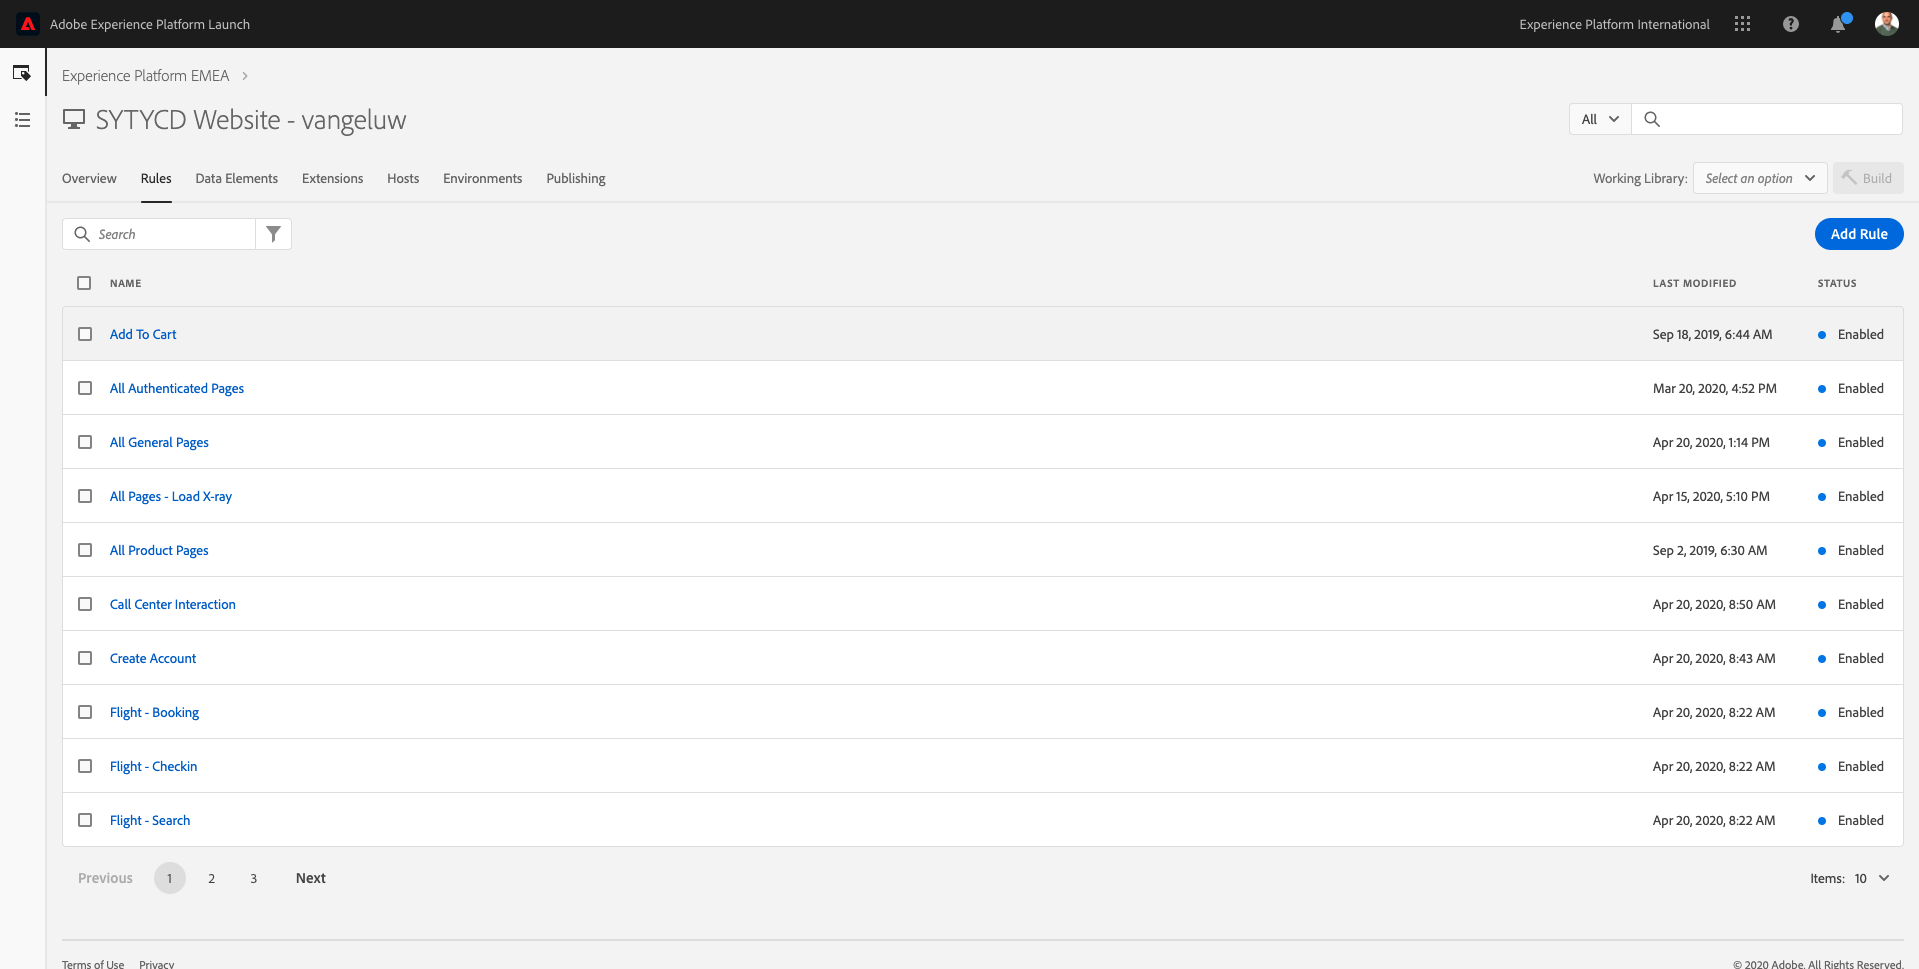 Adobe Experience Platform Launch
Experience Platform International
Experience Platform EMEA
SYTYCD Website - vangeluw
All
Overview Rules Data Elements Extensions Hosts Environments Publishing
Working Library: Select an option Build
Search
Add Rule
NAME LAST MODIFIED STATUS
Add To Cart Sep 18, 2019, 6:44 AM Enabled
All Authenticated Pages Mar 20, 2020, 4:52 PM Enabled
All General Pages Apr 20, 2020, 1:14 PM Enabled
All Pages - Load X-ray Apr 15, 2020, 5:10 PM Enabled
All Product Pages Sep 2, 2019, 6:30 AM Enabled
Call Center Interaction Apr 20, 2020, 8:50 AM Enabled
Create Account Apr 20, 2020, 8:43 AM Enabled
Flight - Booking Apr 20, 2020, 8:22 AM Enabled
Flight - Checkin Apr 20, 2020, 8:22 AM Enabled
Flight - Search Apr 20, 2020, 8:22 AM Enabled
Previous 1 2 3 Next
Items: 10
Terms of Use Privacy
© 2020 Adobe. All Rights Reserved.